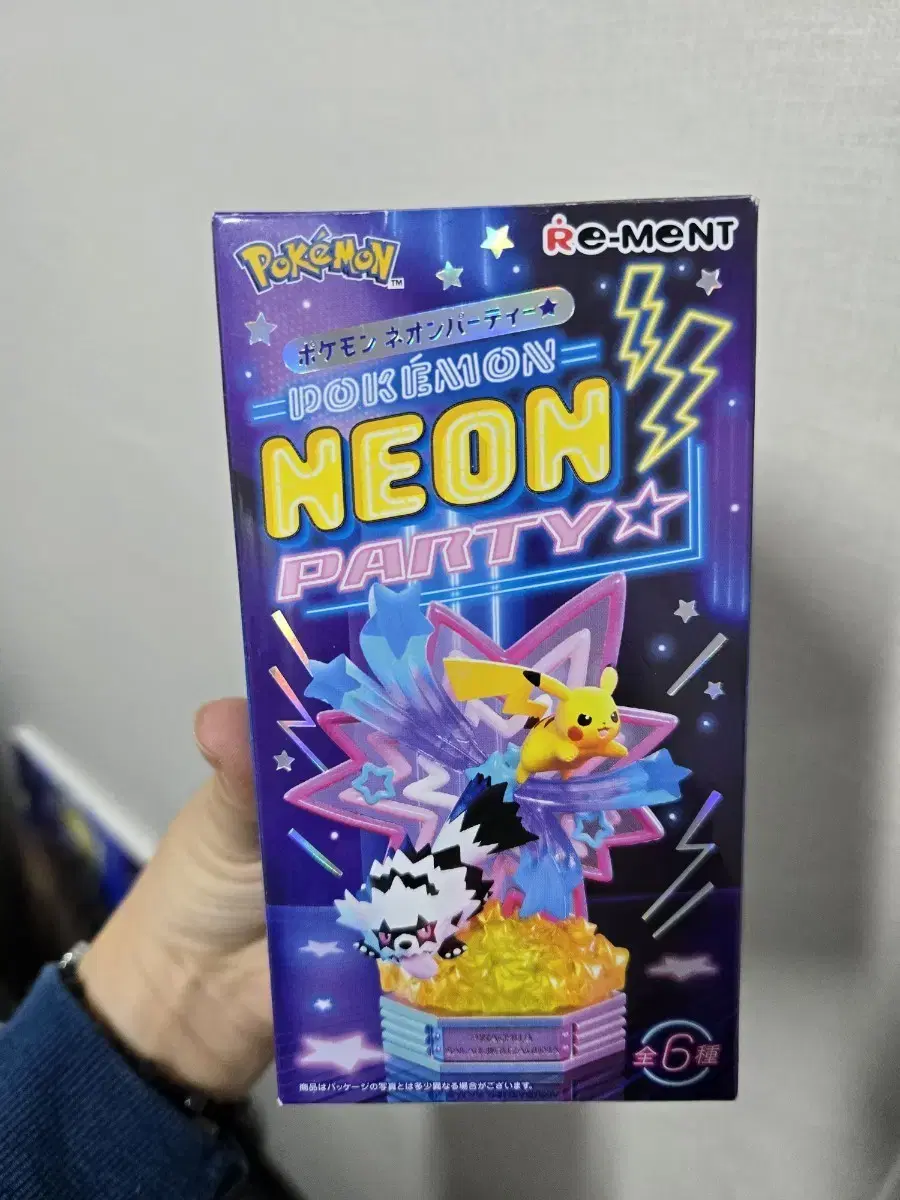 POKéMON™
Re-MeNT
ポケモン ネオンパーティー★
POKÉMON
NEON
PARTY☆
全6種
商品はパッケージの写真とは多少異なる場合がございます。